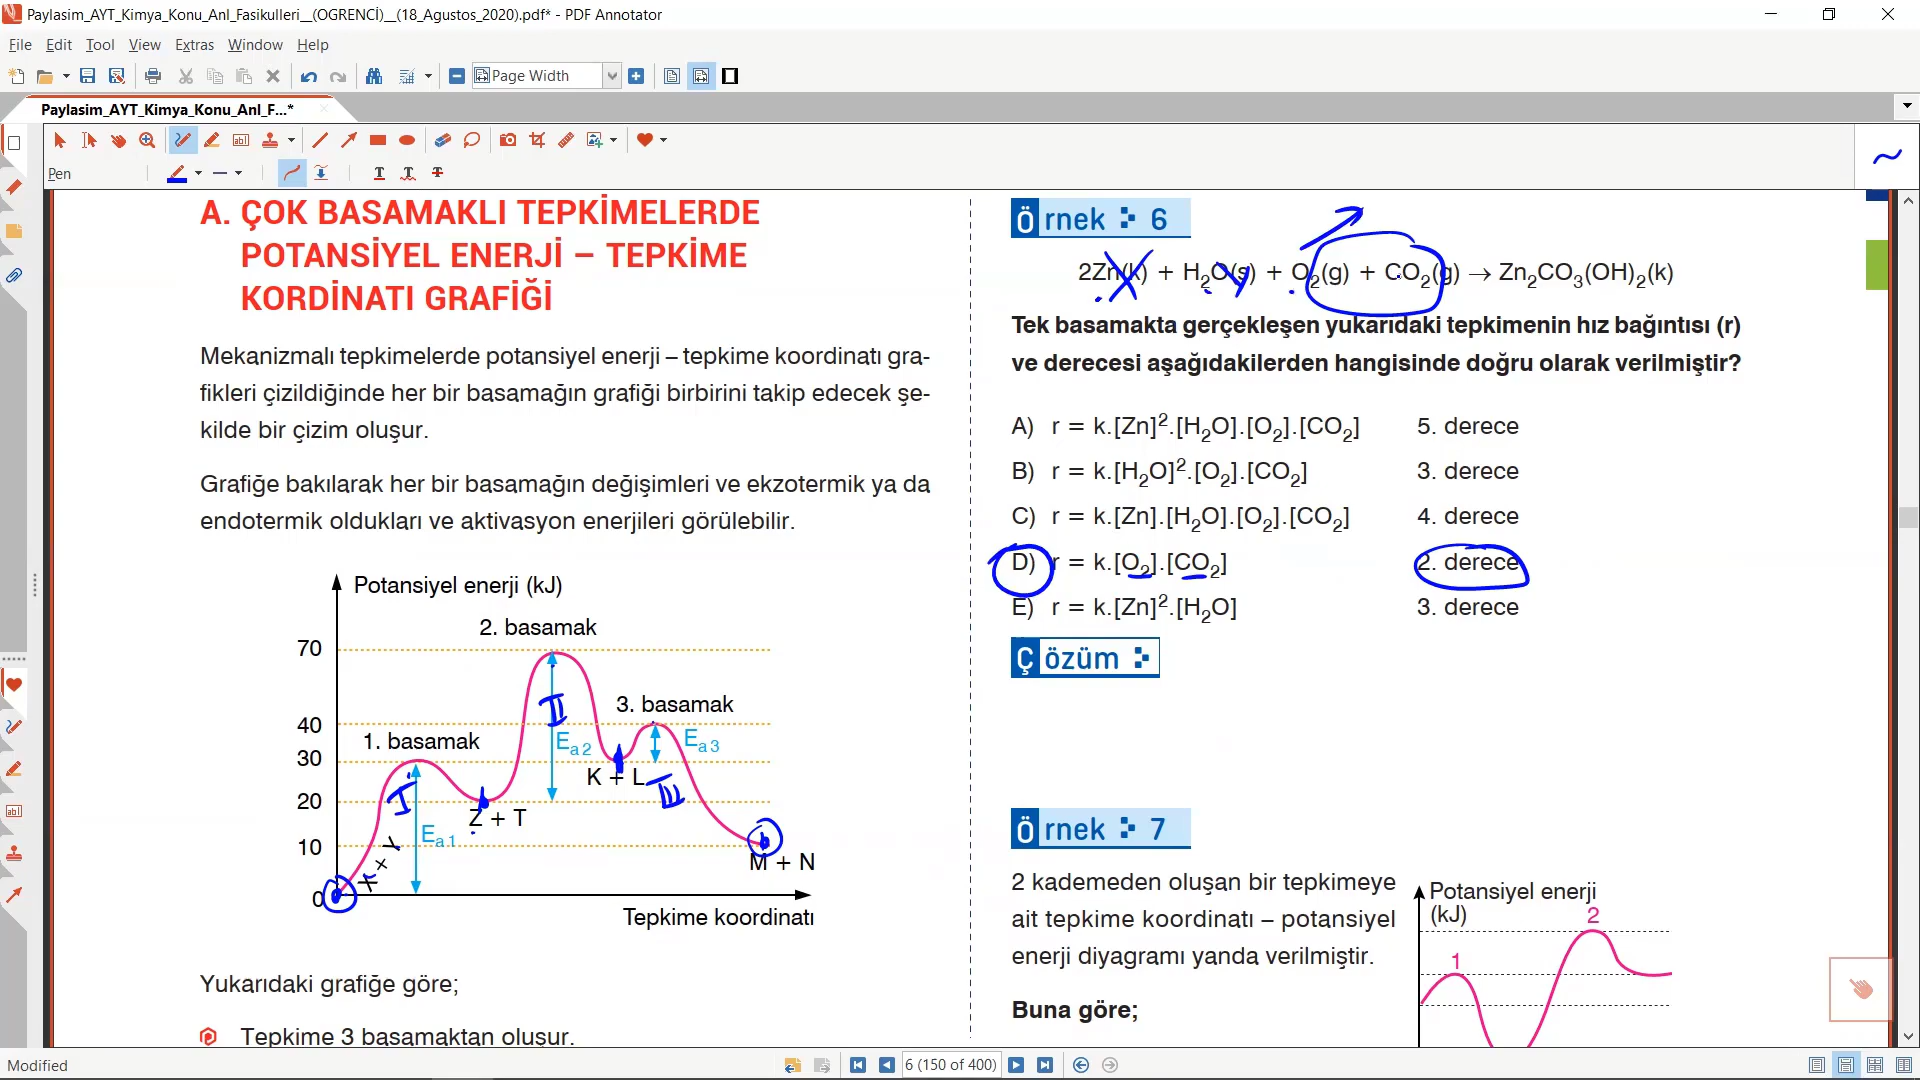 Paylasim_AYT_Kimya_Konu_Anl_Fasikulleri__(OGRENCİ)__(18_Agustos_2020).pdf* - PDF Annotator
File Edit Tool View Extras Window Help
Page Width
Paylasim_AYT_Kimya_Konu_Anl_F...*
Pen
A. ÇOK BASAMAKLI TEPKİMELERDE
POTANSİYEL ENERJİ – TEPKİME
KORDİNATI GRAFİĞİ
Mekanizmalı tepkimelerde potansiyel enerji – tepkime koordinatı gra-
fikleri çizildiğinde her bir basamağın grafiği birbirini takip edecek şe-
kilde bir çizim oluşur.
Grafiğe bakılarak her bir basamağın değişimleri ve ekzotermik ya da
endotermik oldukları ve aktivasyon enerjileri görülebilir.
Potansiyel enerji (kJ)
2. basamak
70
II
3. basamak
40
1. basamak
Ea2
Ea3
30
K + L
I
III
20
Z + T
Ea1
10
X + Y
M + N
0
Tepkime koordinatı
Yukarıdaki grafiğe göre;
Tepkime 3 basamaktan oluşur.
Örnek 6
2Zn(k) + H2O(s) + O2(g) + CO2(g) → Zn2CO3(OH)2(k)
Tek basamakta gerçekleşen yukarıdaki tepkimenin hız bağıntısı (r)
ve derecesi aşağıdakilerden hangisinde doğru olarak verilmiştir?
A) r = k.[Zn]2.[H2O].[O2].[CO2] 5. derece
B) r = k.[H2O]2.[O2].[CO2] 3. derece
C) r = k.[Zn].[H2O].[O2].[CO2] 4. derece
D) r = k.[O2].[CO2] 2. derece
E) r = k.[Zn]2.[H2O] 3. derece
Çözüm
Örnek 7
2 kademeden oluşan bir tepkimeye
ait tepkime koordinatı – potansiyel
enerji diyagramı yanda verilmiştir.
Buna göre;
Potansiyel enerji
(kJ)
2
1
Modified
6 (150 of 400)